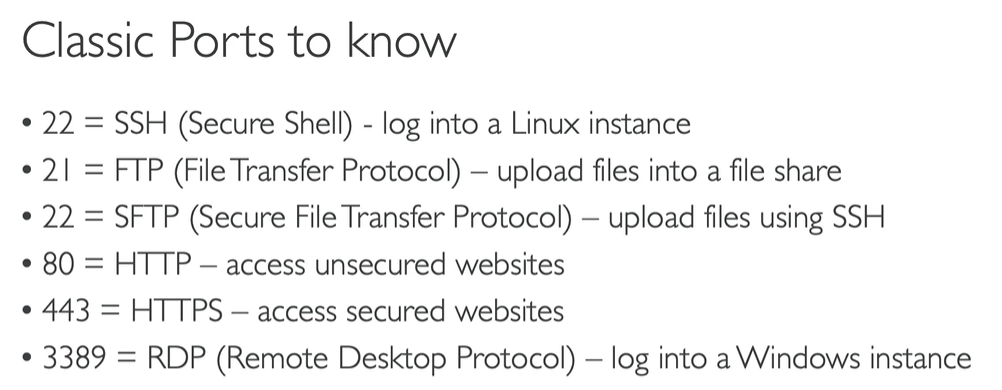 Classic Ports to know
• 22 = SSH (Secure Shell) - log into a Linux instance
• 21 = FTP (File Transfer Protocol) – upload files into a file share
• 22 = SFTP (Secure File Transfer Protocol) – upload files using SSH
• 80 = HTTP – access unsecured websites
• 443 = HTTPS – access secured websites
• 3389 = RDP (Remote Desktop Protocol) – log into a Windows instance